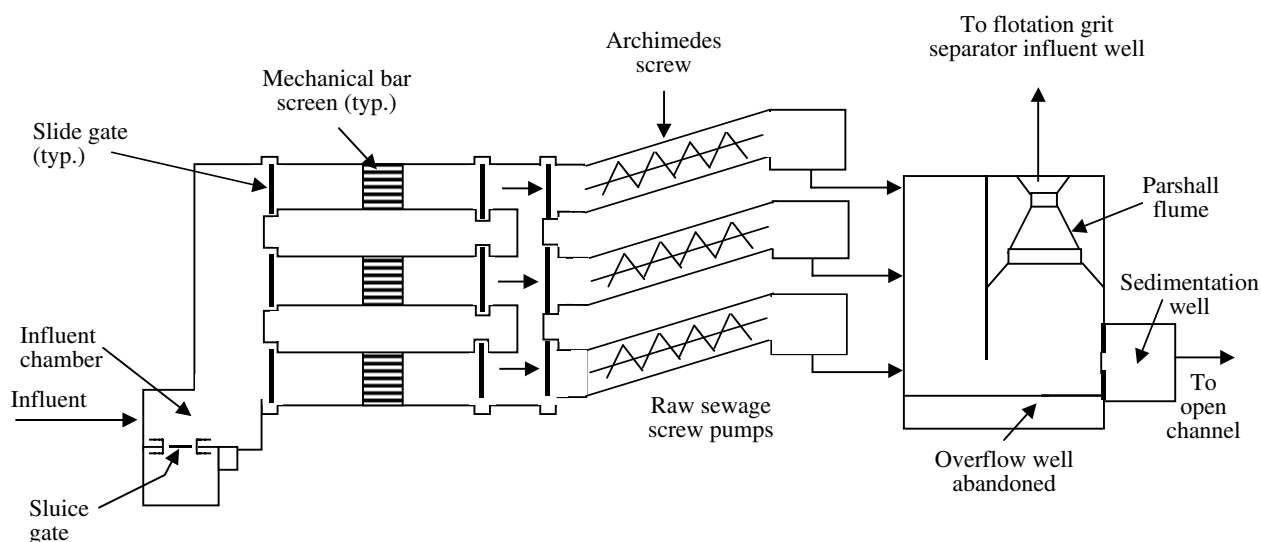 To flotation grit
separator influent well
Archimedes
screw
Mechanical bar
screen (typ.)
Slide gate
(typ.)
Parshall
flume
Sedimentation
well
Influent
chamber
Influent
To
open
channel
Raw sewage
screw pumps
Overflow well
abandoned
Sluice
gate